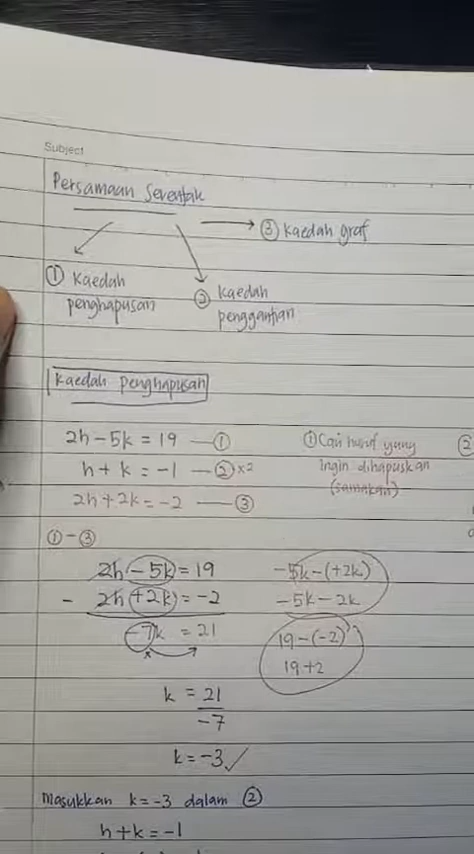 Subject
Persamaan Serentak
③ Kaedah graf
① Kaedah
penghapusan
② Kaedah
penggantian
Kaedah Penghapusan
2h - 5k = 19 — ①
h + k = -1 — ② ×2
2h + 2k = -2 — ③
① Cari huruf yang
ingin dihapuskan
(samakan)
②
① - ③
2h - 5k = 19
- 2h + 2k = -2
-7k = 21
-5k - (+2k)
-5k - 2k
19 - (-2)
19 + 2
k = 21
-7
k = -3 ✓
Masukkan k = -3 dalam ②
h + k = -1